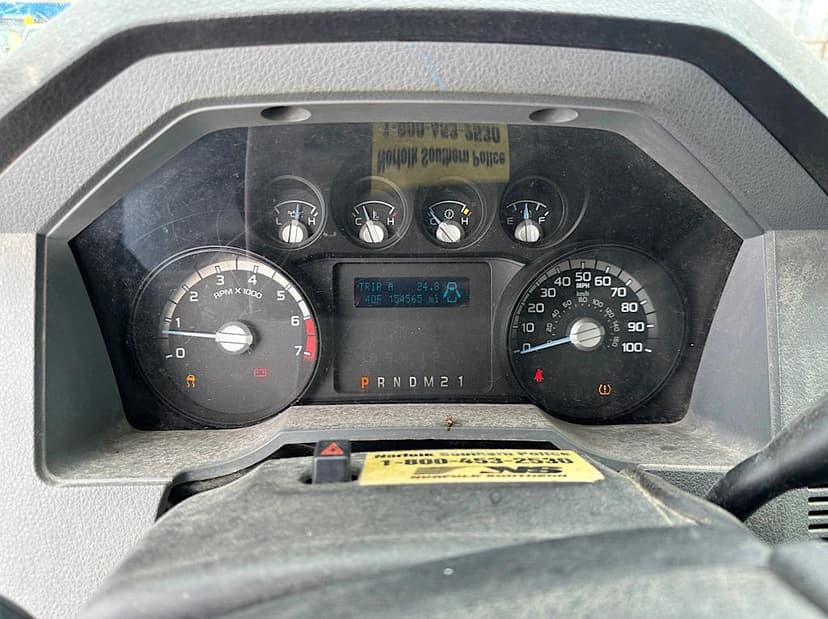 1-800-453-2530
Norfolk Southern Police
L H
C H
C H
E F
0 1 2 3 4 5 6 7
RPM X 1000
TRIP A 24.8
40F 154565 mi
0 10 20 30 40 50 60 70 80 90 100
MPH
km/h
P R N D M 2 1
Norfolk Southern Police
1-800-453-2530
NS
NORFOLK SOUTHERN